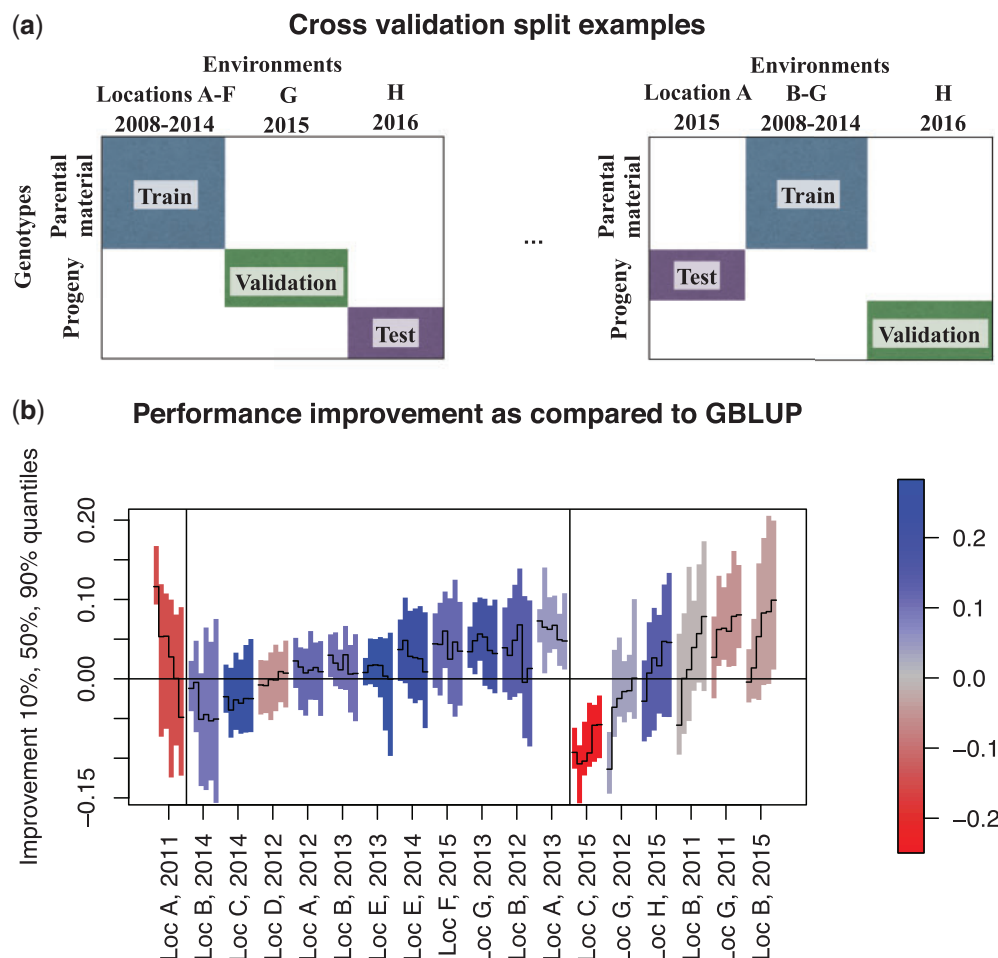 (a) Cross validation split examples
Environments
Locations A-F G H
2008-2014 2015 2016
Genotypes
Parental material
Progeny
Train
Validation
Test
...
Environments
Location A B-G H
2015 2008-2014 2016
Parental material
Progeny
Train
Test
Validation
(b) Performance improvement as compared to GBLUP
Improvement 10%, 50%, 90% quantiles
0.20
0.10
0.00
−0.15
Loc A, 2011
Loc B, 2014
Loc C, 2014
Loc D, 2012
Loc A, 2012
Loc B, 2013
Loc E, 2013
Loc E, 2014
Loc F, 2015
Loc G, 2013
Loc B, 2012
Loc A, 2013
Loc C, 2015
Loc G, 2012
Loc H, 2015
Loc B, 2011
Loc G, 2011
Loc B, 2015
0.2
0.1
0.0
−0.1
−0.2